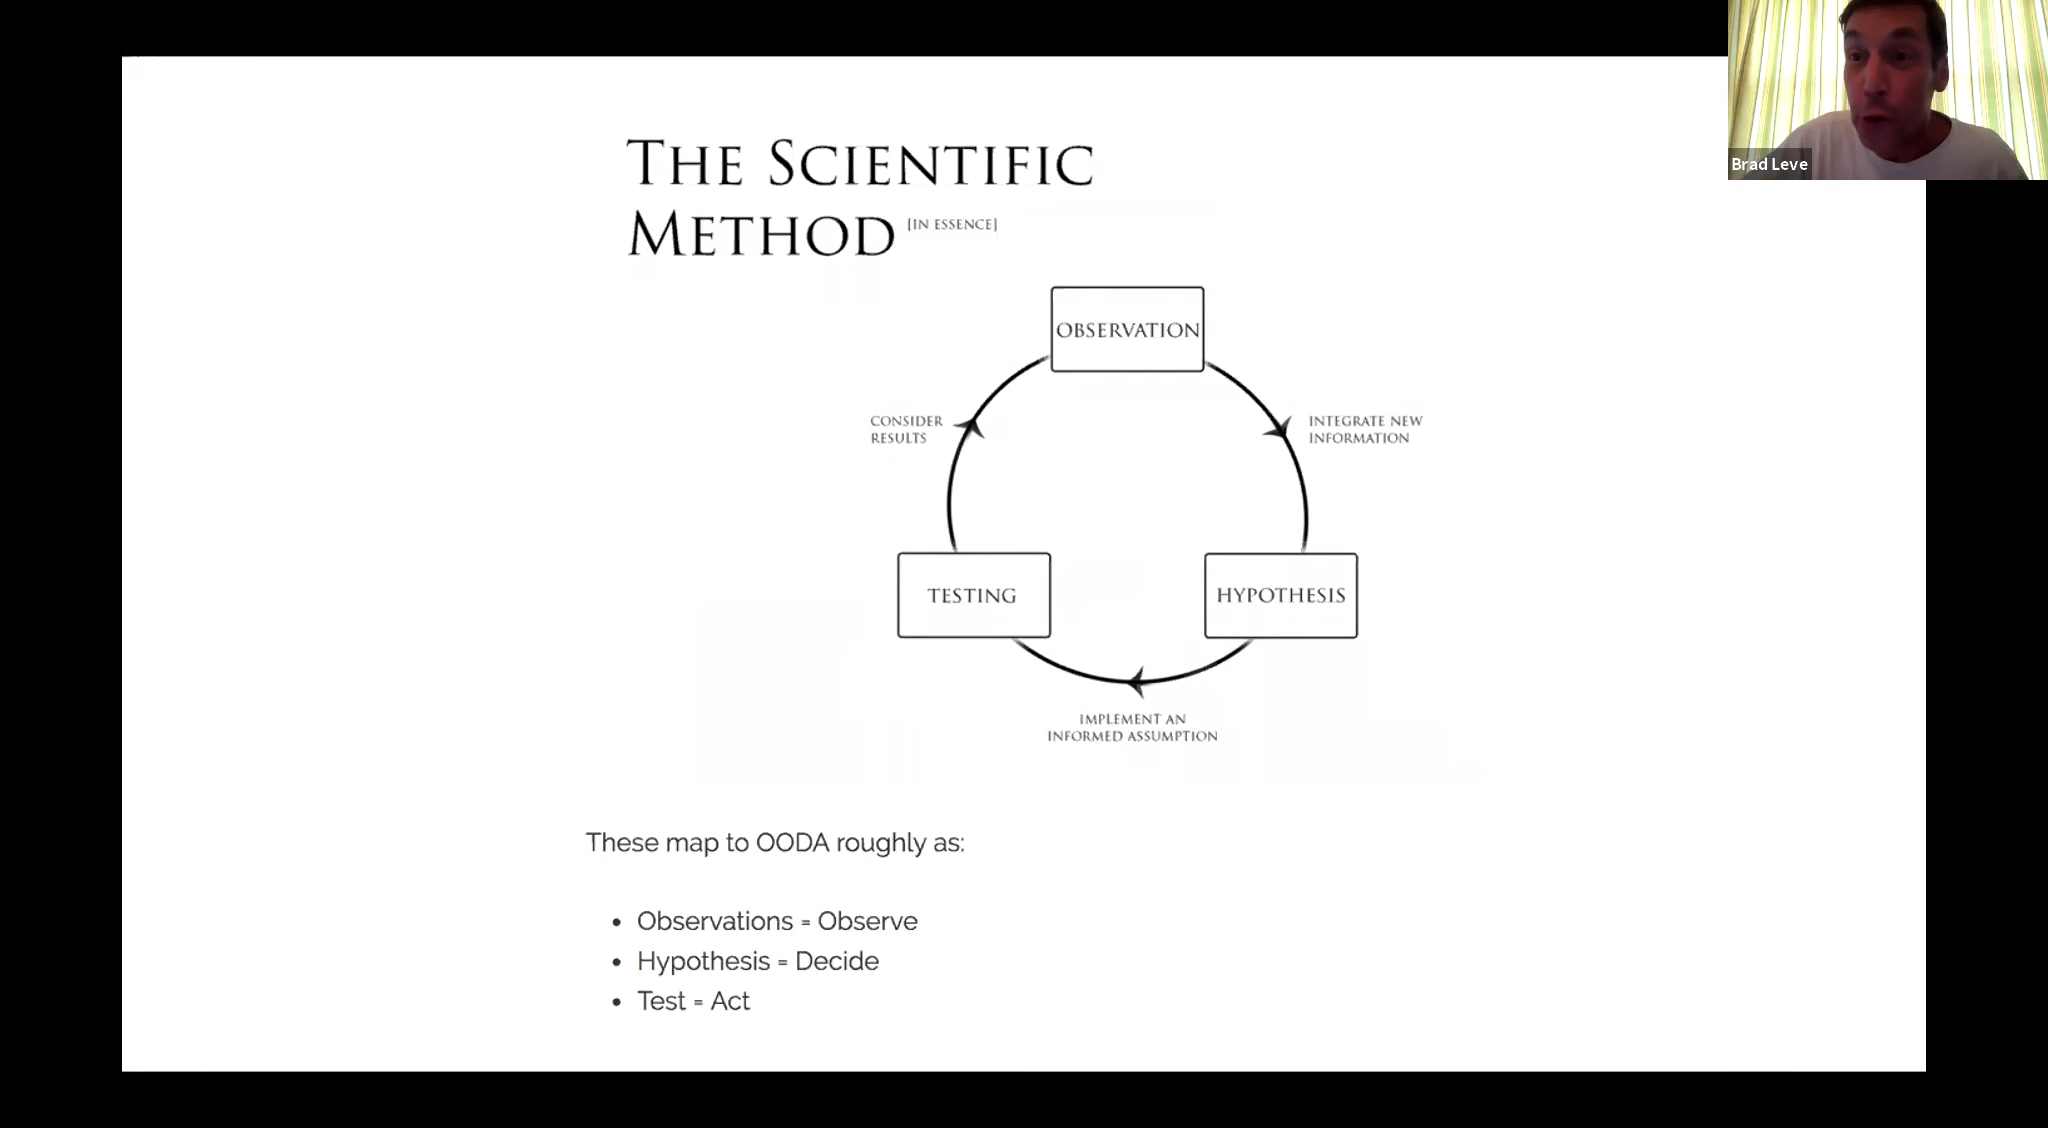 THE SCIENTIFIC
METHOD [IN ESSENCE]
OBSERVATION
CONSIDER
RESULTS
INTEGRATE NEW
INFORMATION
TESTING
HYPOTHESIS
IMPLEMENT AN
INFORMED ASSUMPTION
These map to OODA roughly as:
• Observations = Observe
• Hypothesis = Decide
• Test = Act
Brad Leve